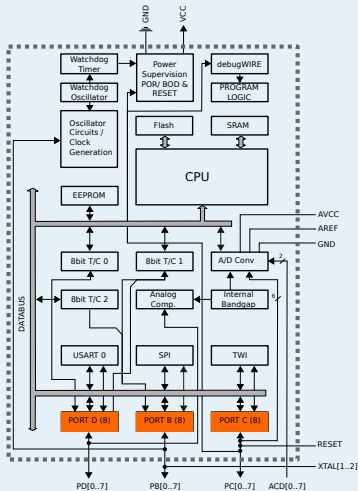 GND
VCC
Watchdog
Timer
Watchdog
Oscillator
Oscillator
Circuits /
Clock
Generation
Power
Supervision
POR/ BOD &
RESET
debugWIRE
PROGRAM
LOGIC
Flash
SRAM
CPU
EEPROM
AVCC
AREF
GND
8bit T/C 0
8bit T/C 1
A/D Conv
2
8bit T/C 2
Analog
Comp.
Internal
Bandgap
6
DATABUS
USART 0
SPI
TWI
PORT D (8)
PORT B (8)
PORT C (8)
RESET
XTAL[1..2]
PD[0..7]
PB[0..7]
PC[0..7]
ACD[0..7]